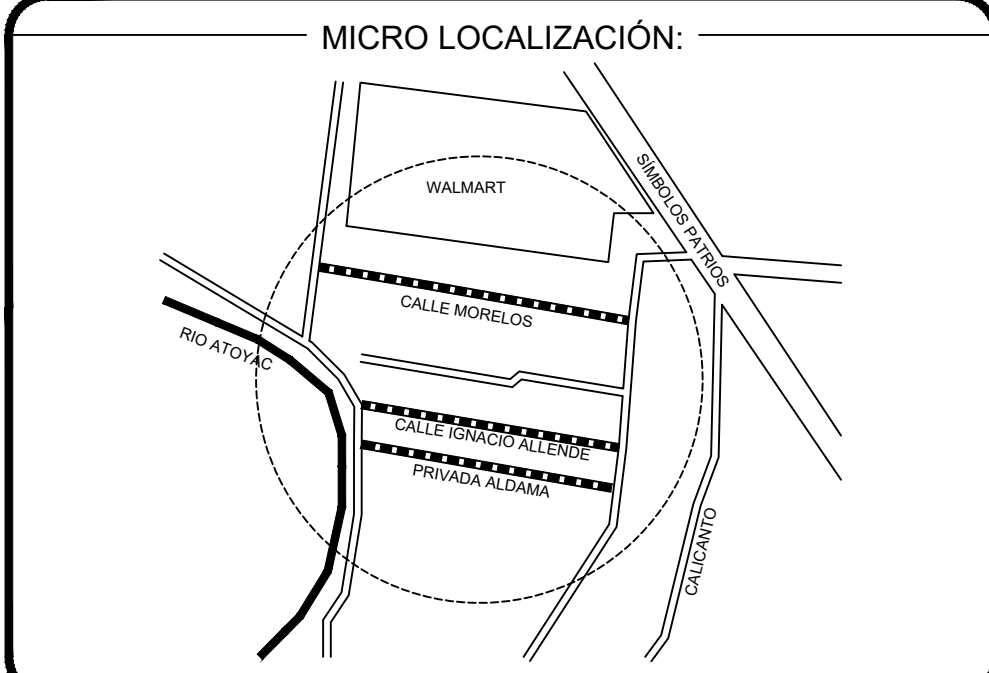 MICRO LOCALIZACIÓN:
WALMART
SÍMBOLOS PATRIOS
CALLE MORELOS
RIO ATOYAC
CALLE IGNACIO ALLENDE
PRIVADA ALDAMA
CALICANTO